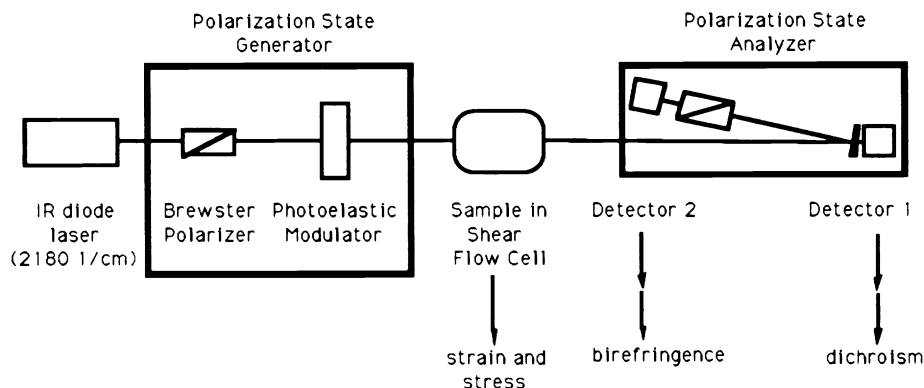 Polarization State
Generator
Polarization State
Analyzer
IR diode
laser
(2180 1/cm)
Brewster
Polarizer
Photoelastic
Modulator
Sample in
Shear
Flow Cell
Detector 2
Detector 1
strain and
stress
birefringence
dichroism